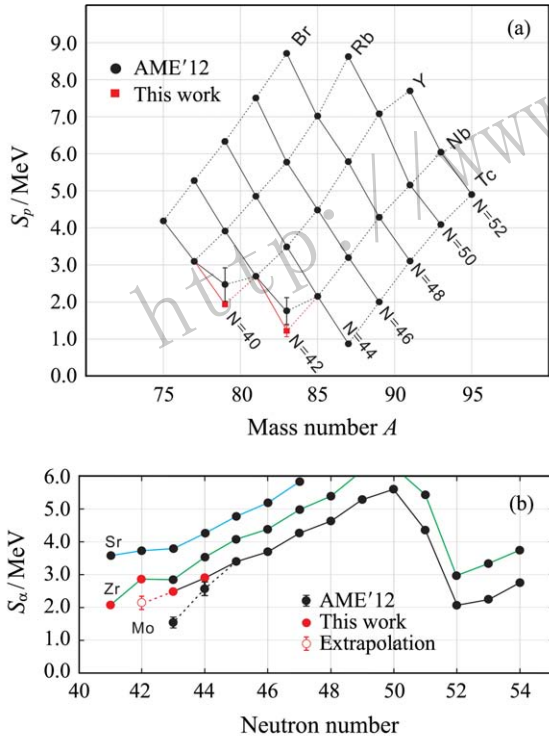 (a)
AME′12
This work
Br
Rb
Y
Nb
Tc
N=52
N=50
N=48
N=46
N=44
N=42
N=40
S_p / MeV
9.0
8.0
7.0
6.0
5.0
4.0
3.0
2.0
1.0
0.0
75
80
85
90
95
Mass number A
http://www
(b)
S_α / MeV
6.0
5.0
4.0
3.0
2.0
1.0
0.0
Sr
Zr
Mo
AME′12
This work
Extrapolation
40
42
44
46
48
50
52
54
Neutron number